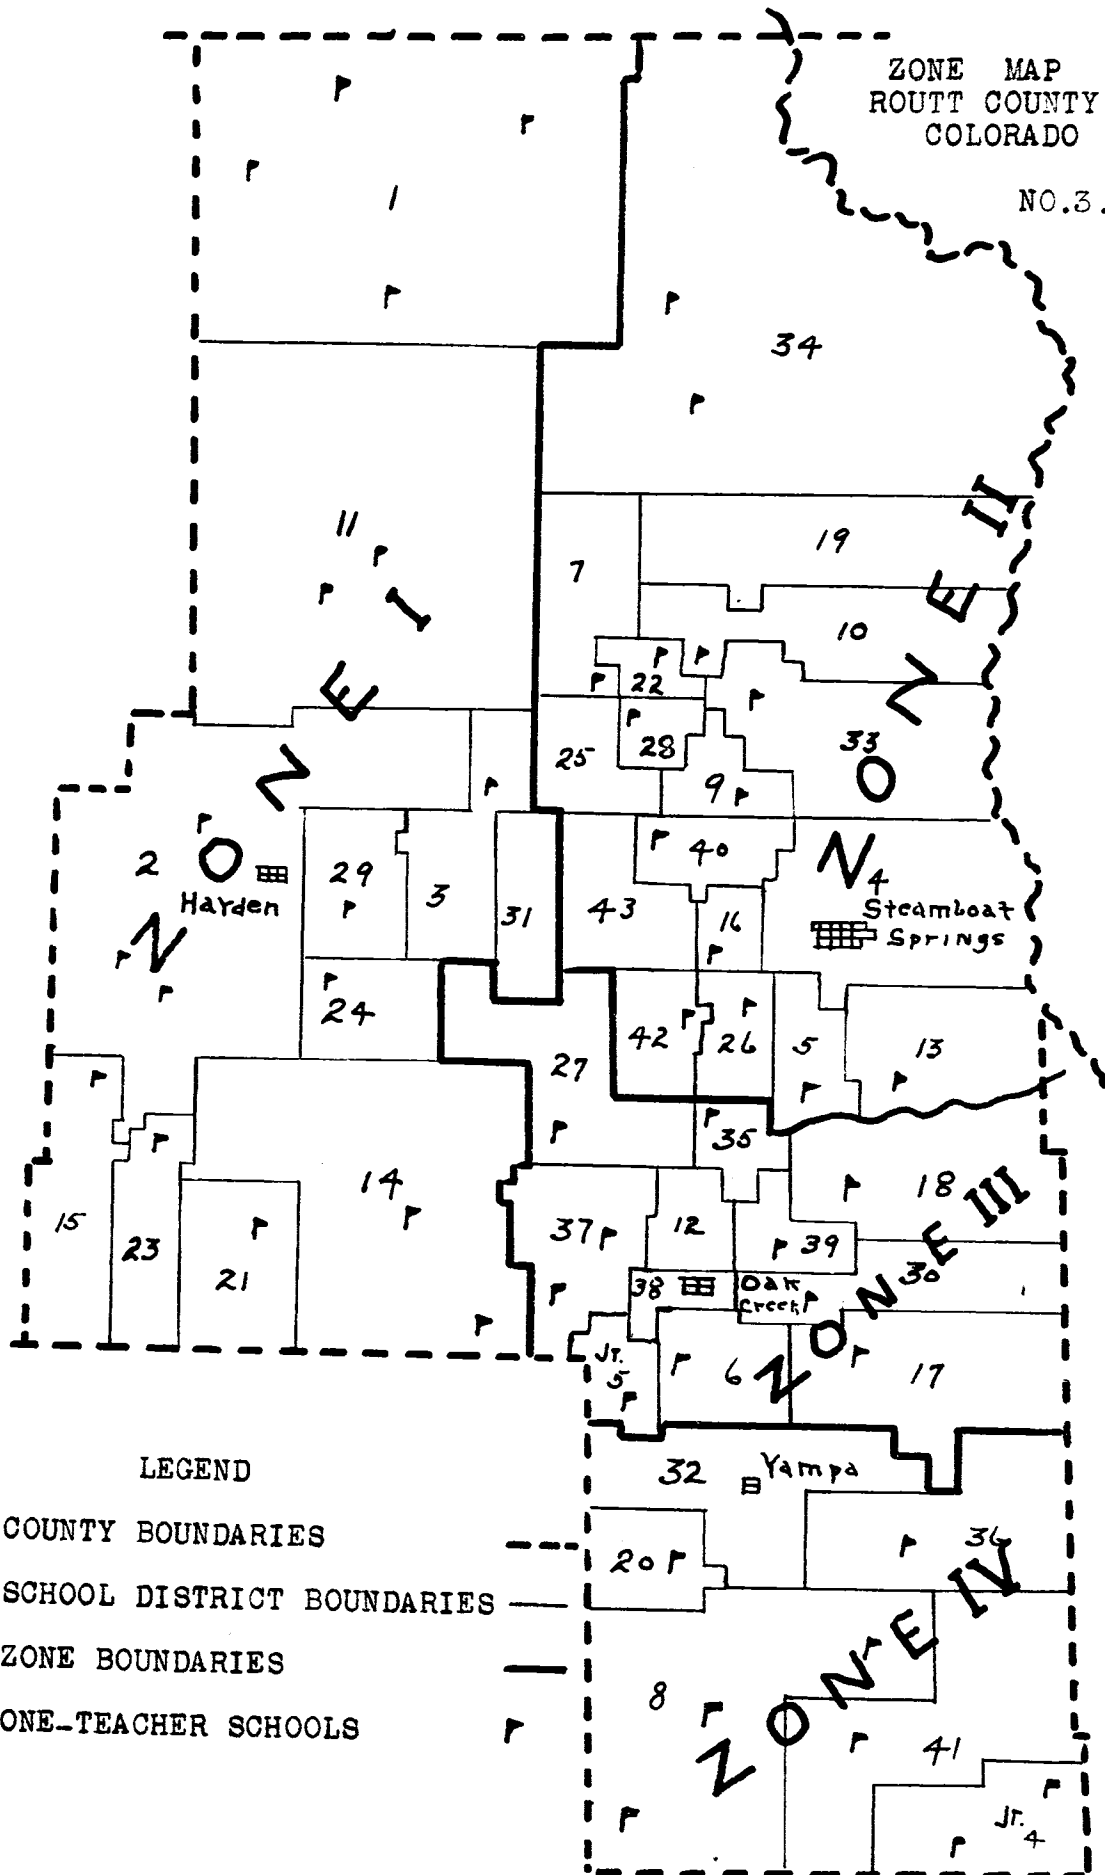 ZONE MAP
ROUTT COUNTY
COLORADO
NO.3.
1
34
11
19
7
10
22
33
25
28
9
40
2
Hayden
29
3
31
43
16
4
Steamboat
Springs
24
42
26
5
13
27
35
14
15
23
21
37
12
18
39
38
Oak
Creek
30
Jt.
5
6
17
32
Yampa
20
36
8
41
Jt.
4
ZONE I
ZONE II
ZONE III
ZONE IV
LEGEND
COUNTY BOUNDARIES
SCHOOL DISTRICT BOUNDARIES
ZONE BOUNDARIES
ONE-TEACHER SCHOOLS